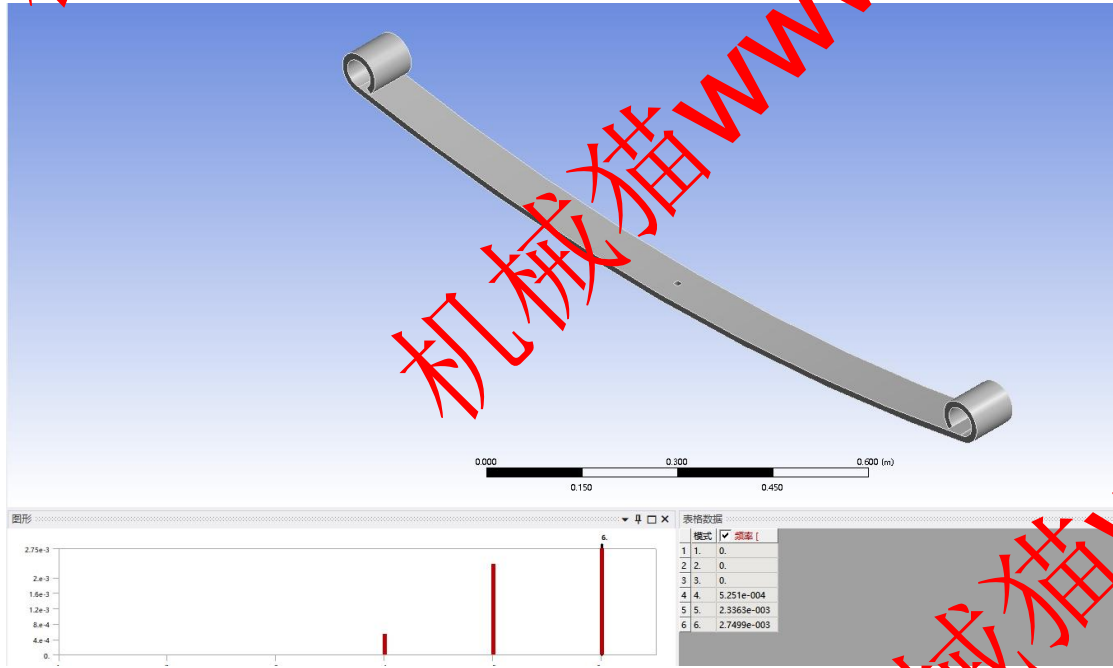 机械猫www
0.000 0.300 0.600 (m)
0.150 0.450
图形
6.
2.75e-3
2.e-3
1.6e-3
1.2e-3
8.e-4
4.e-4
0.
表格数据
模式 频率 [
1 1. 0.
2 2. 0.
3 3. 0.
4 4. 5.251e-004
5 5. 2.3363e-003
6 6. 2.7499e-003
械猫